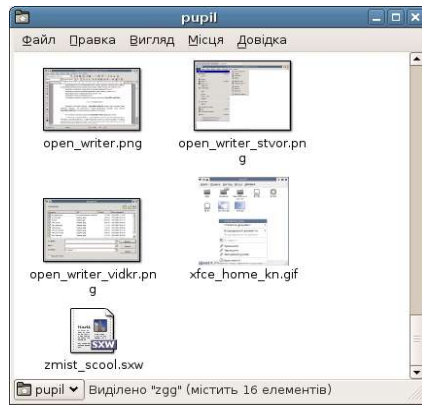 pupil
Файл Правка Вигляд Місця Довідка
open_writer.png
open_writer_stvor.pn
g
open_writer_vidkr.pn
g
xfce_home_kn.gif
SXW
zmist_scool.sxw
pupil Виділено "zgg" (містить 16 елементів)